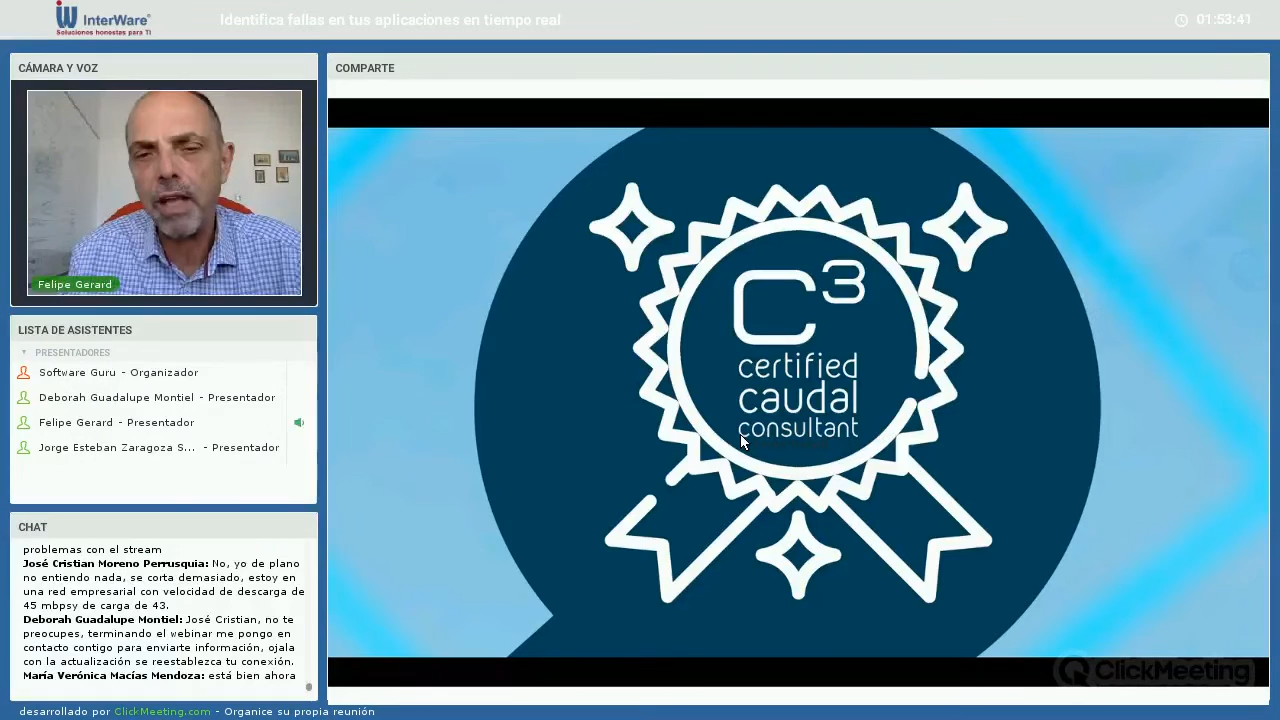 InterWare®
Soluciones honestas para TI
Identifica fallas en tus aplicaciones en tiempo real
01:53:41
CÁMARA Y VOZ
Felipe Gerard
LISTA DE ASISTENTES
PRESENTADORES
Software Guru - Organizador
Deborah Guadalupe Montiel - Presentador
Felipe Gerard - Presentador
Jorge Esteban Zaragoza S... - Presentador
CHAT
problemas con el stream
José Cristian Moreno Perrusquia: No, yo de plano
no entiendo nada, se corta demasiado, estoy en
una red empresarial con velocidad de descarga de
45 mbpsy de carga de 43.
Deborah Guadalupe Montiel: José Cristian, no te
preocupes, terminando el webinar me pongo en
contacto contigo para enviarte información, ojala
con la actualización se reestablezca tu conexión.
María Verónica Macías Mendoza: está bien ahora
COMPARTE
C³
certified
caudal
consultant
ClickMeeting
desarrollado por ClickMeeting.com - Organice su propia reunión